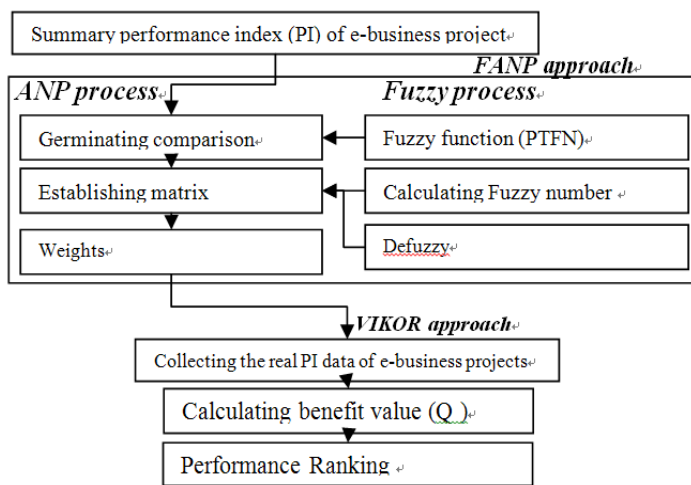 Summary performance index (PI) of e-business project
FANP approach
ANP process
Fuzzy process
Germinating comparison
Fuzzy function (PTFN)
Establishing matrix
Calculating Fuzzy number
Weights
Defuzzy
VIKOR approach
Collecting the real PI data of e-business projects
Calculating benefit value (Q )
Performance Ranking